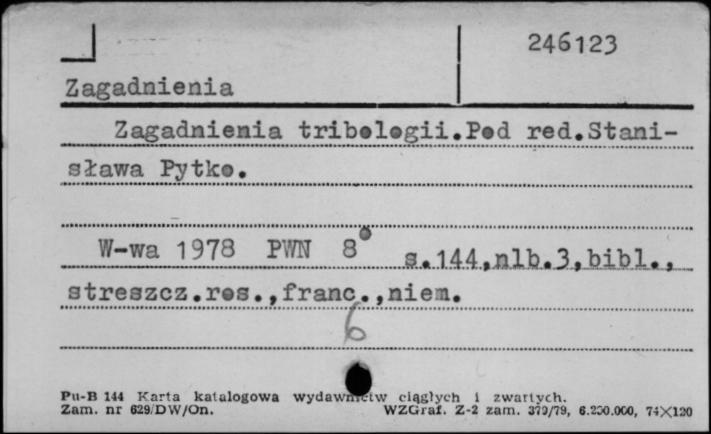 246123
Zagadnienia
Zagadnienia tribologii.Pod red.Stani-
sława Pytko.
W-wa 1978 PWN 8° s.144,nlb.3,bibl.,
streszcz.ros.,franc.,niem.
6
Pu-B 144 Karta katalogowa wydawnictw ciągłych i zwartych.
Zam. nr 629/DW/On. WZGraf. Z-2 zam. 379/79, 6.200.000, 74×120